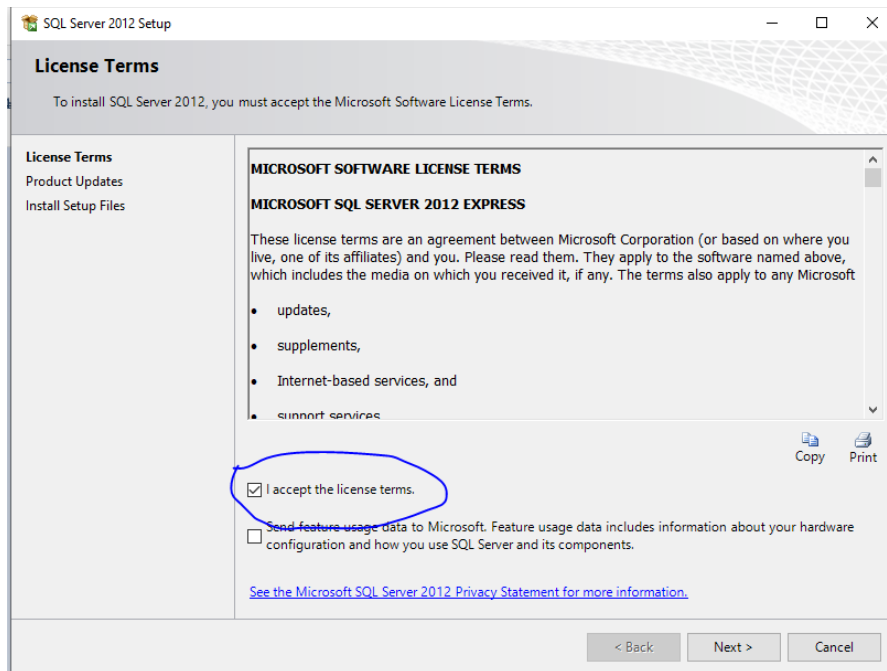 SQL Server 2012 Setup
License Terms
To install SQL Server 2012, you must accept the Microsoft Software License Terms.
License Terms
Product Updates
Install Setup Files
MICROSOFT SOFTWARE LICENSE TERMS
MICROSOFT SQL SERVER 2012 EXPRESS
These license terms are an agreement between Microsoft Corporation (or based on where you
live, one of its affiliates) and you. Please read them. They apply to the software named above,
which includes the media on which you received it, if any. The terms also apply to any Microsoft
• updates,
• supplements,
• Internet-based services, and
• support services
Copy
Print
I accept the license terms.
Send feature usage data to Microsoft. Feature usage data includes information about your hardware
configuration and how you use SQL Server and its components.
See the Microsoft SQL Server 2012 Privacy Statement for more information.
< Back
Next >
Cancel